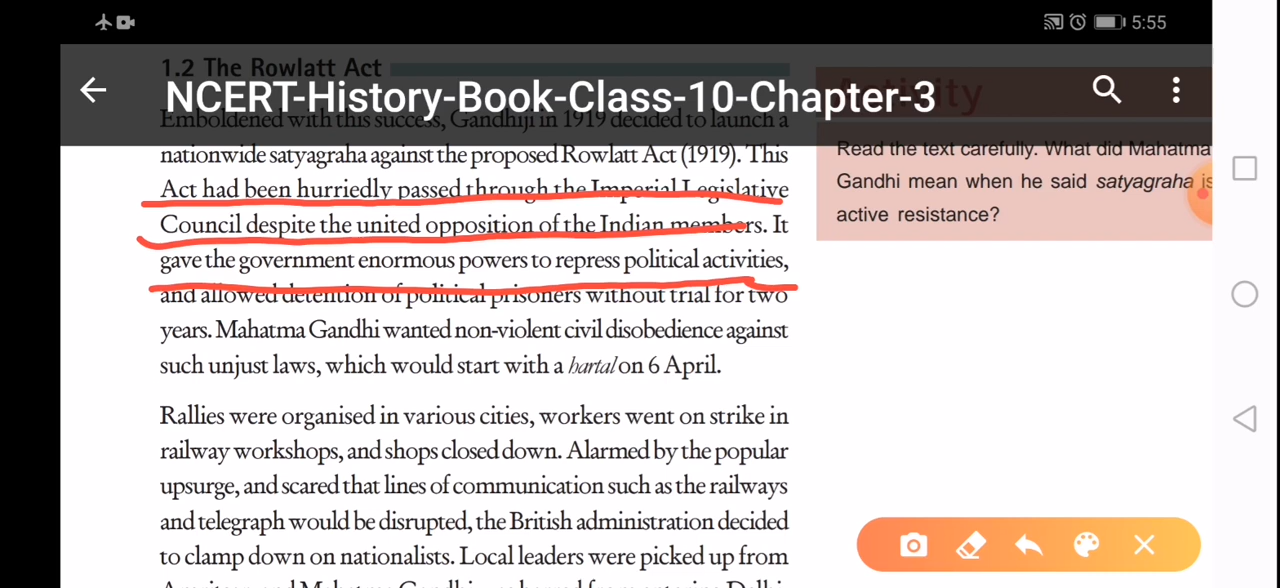 5:55
NCERT-History-Book-Class-10-Chapter-3
1.2 The Rowlatt Act
Emboldened with this success, Gandhiji in 1919 decided to launch a
nationwide satyagraha against the proposed Rowlatt Act (1919). This
Act had been hurriedly passed through the Imperial Legislative
Council despite the united opposition of the Indian members. It
gave the government enormous powers to repress political activities,
and allowed detention of political prisoners without trial for two
years. Mahatma Gandhi wanted non-violent civil disobedience against
such unjust laws, which would start with a hartal on 6 April.
Rallies were organised in various cities, workers went on strike in
railway workshops, and shops closed down. Alarmed by the popular
upsurge, and scared that lines of communication such as the railways
and telegraph would be disrupted, the British administration decided
to clamp down on nationalists. Local leaders were picked up from
Activity
Read the text carefully. What did Mahatma
Gandhi mean when he said satyagraha is
active resistance?